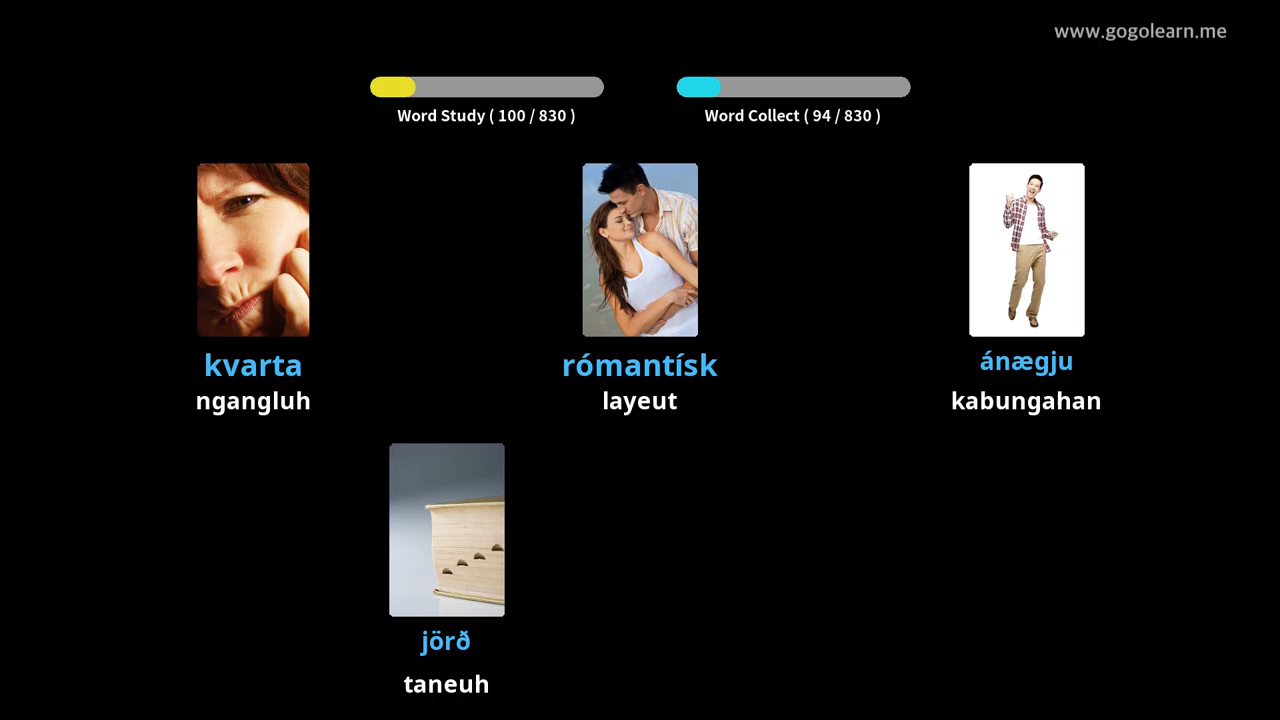 www.gogolearn.me
Word Study ( 100 / 830 )
Word Collect ( 94 / 830 )
kvarta
ngangluh
rómantísk
layeut
ánægju
kabungahan
jörð
taneuh